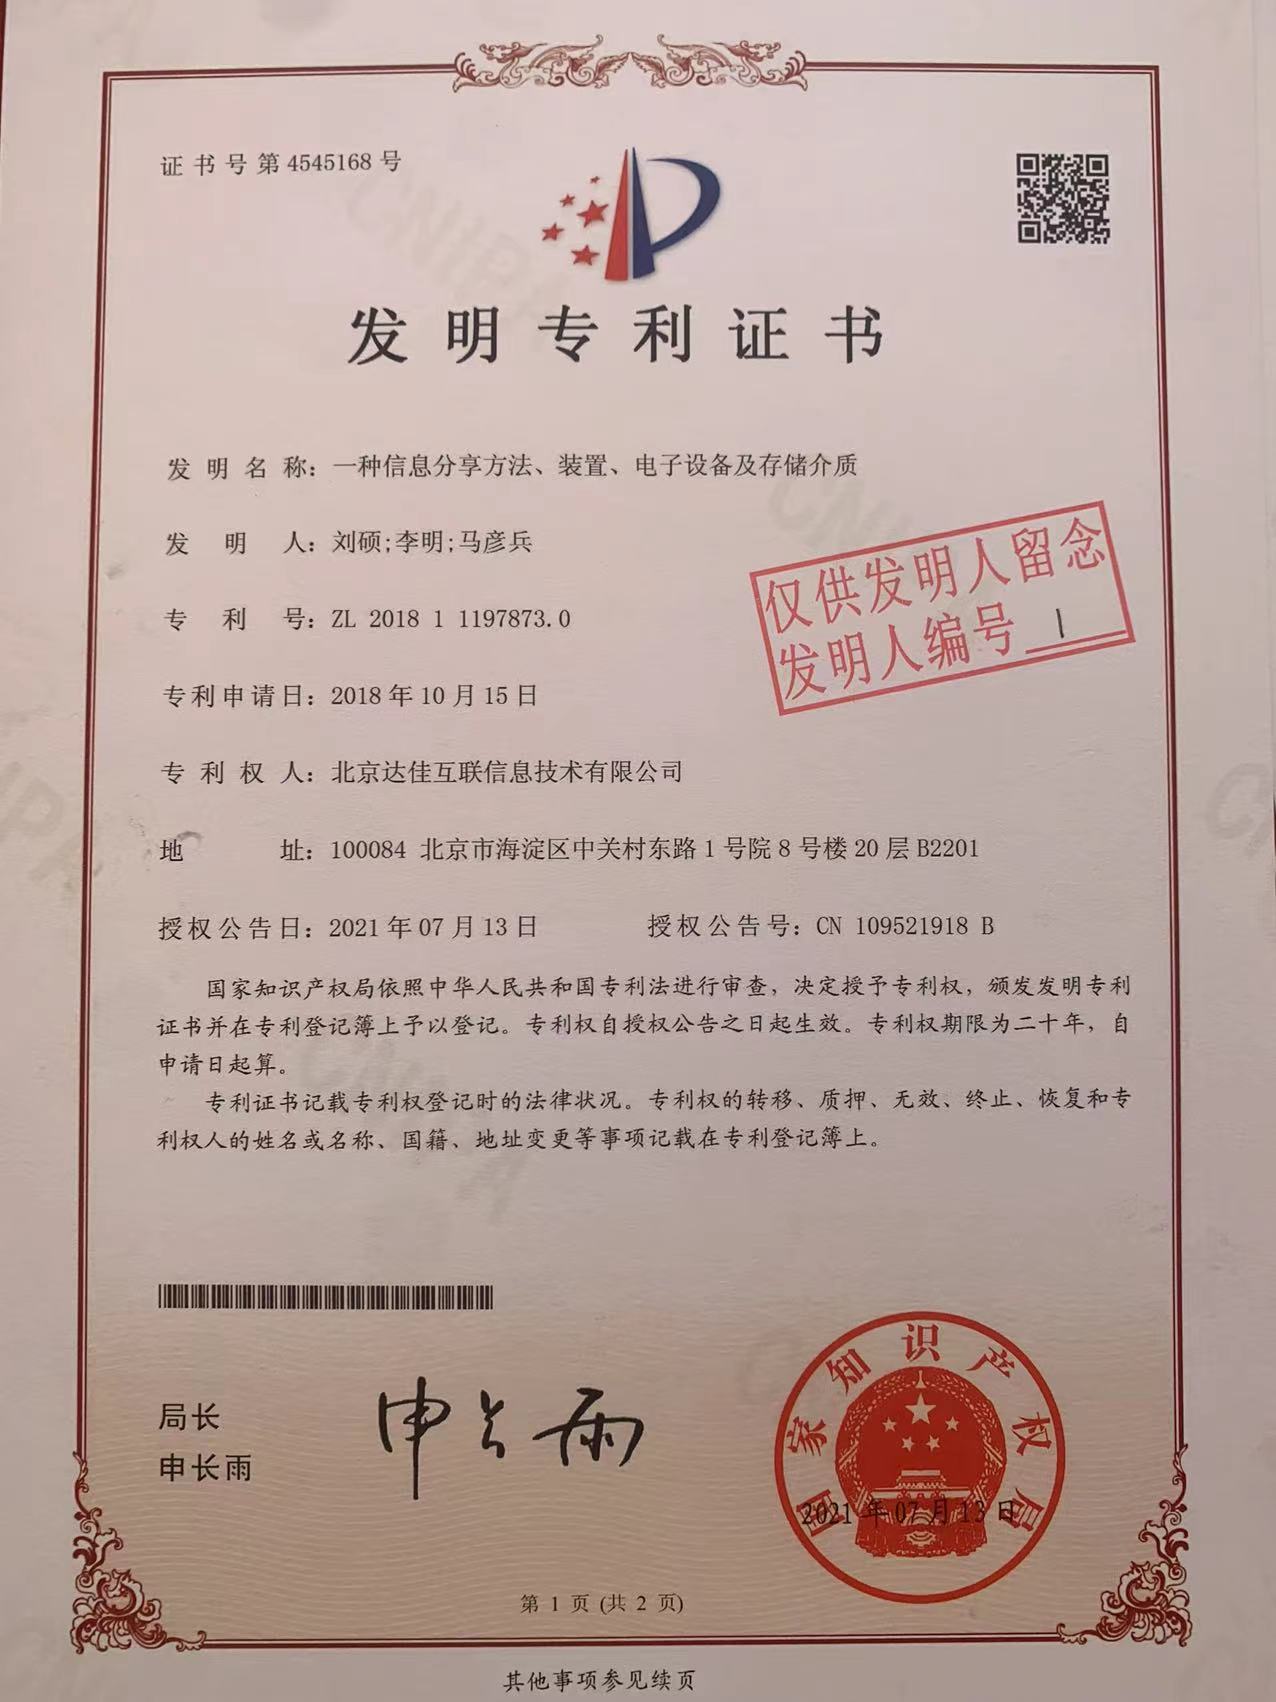 证书号第4545168号
发明专利证书
发明名称：一种信息分享方法、装置、电子设备及存储介质
发明人：刘硕;李明;马彦兵
仅供发明人留念
发明人编号 1
专利号：ZL 2018 1 1197873.0
专利申请日：2018年10月15日
专利权人：北京达佳互联信息技术有限公司
地址：100084 北京市海淀区中关村东路1号院8号楼20层B2201
授权公告日：2021年07月13日 授权公告号：CN 109521918 B
国家知识产权局依照中华人民共和国专利法进行审查，决定授予专利权，颁发发明专利
证书并在专利登记簿上予以登记。专利权自授权公告之日起生效。专利权期限为二十年，自
申请日起算。
专利证书记载专利权登记时的法律状况。专利权的转移、质押、无效、终止、恢复和专
利权人的姓名或名称、国籍、地址变更等事项记载在专利登记簿上。
局长
申长雨
申长雨
国家知识产权局
2021年07月13日
第 1 页 (共 2 页)
其他事项参见续页
CNIPA